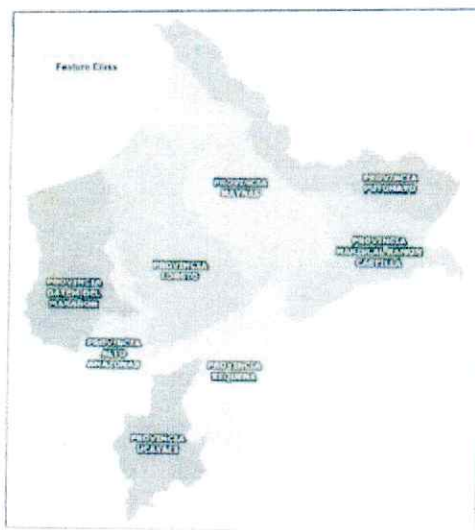 Feature Class
PROVINCIA
MAYNAS
PROVINCIA
PUTUMAYO
PROVINCIA
MARISCAL RAMON
CASTILLA
PROVINCIA
LORETO
PROVINCIA
DATEM DEL
MARAÑON
PROVINCIA
ALTO
AMAZONAS
PROVINCIA
REQUENA
PROVINCIA
UCAYALI